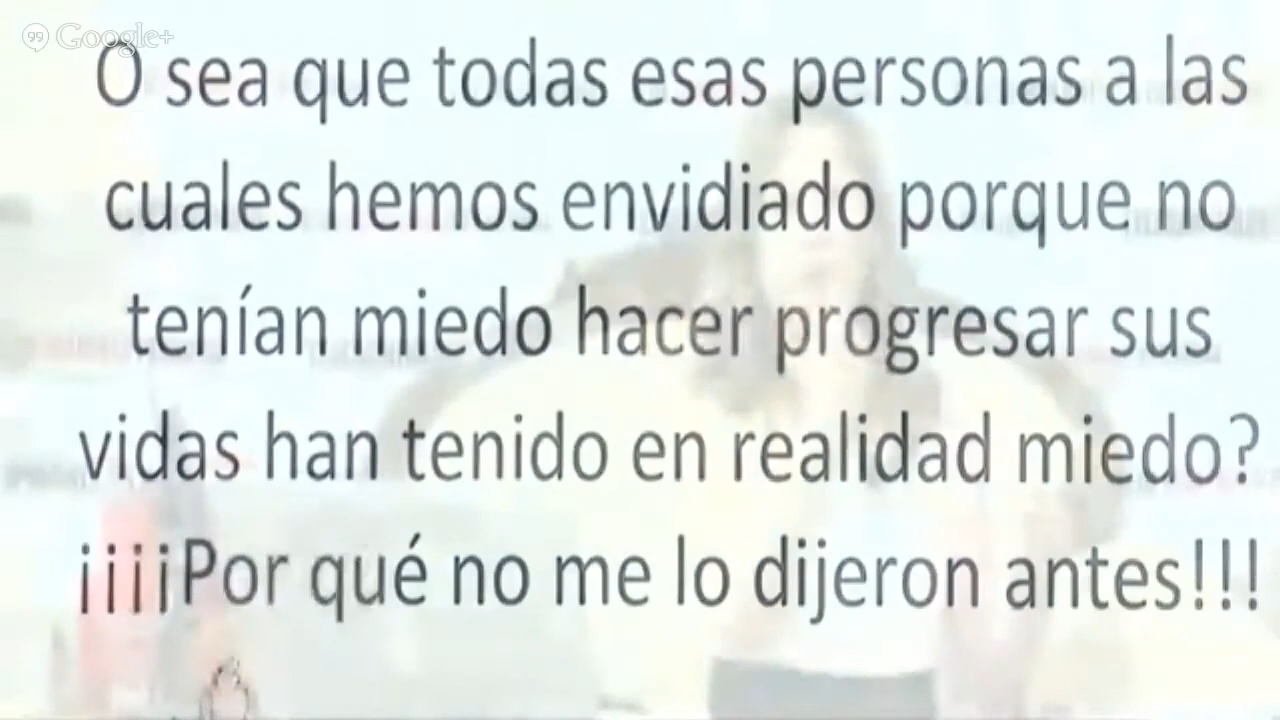 Google+
O sea que todas esas personas a las
cuales hemos envidiado porque no
tenían miedo hacer progresar sus
vidas han tenido en realidad miedo?
¡¡¡¡Por qué no me lo dijeron antes!!!